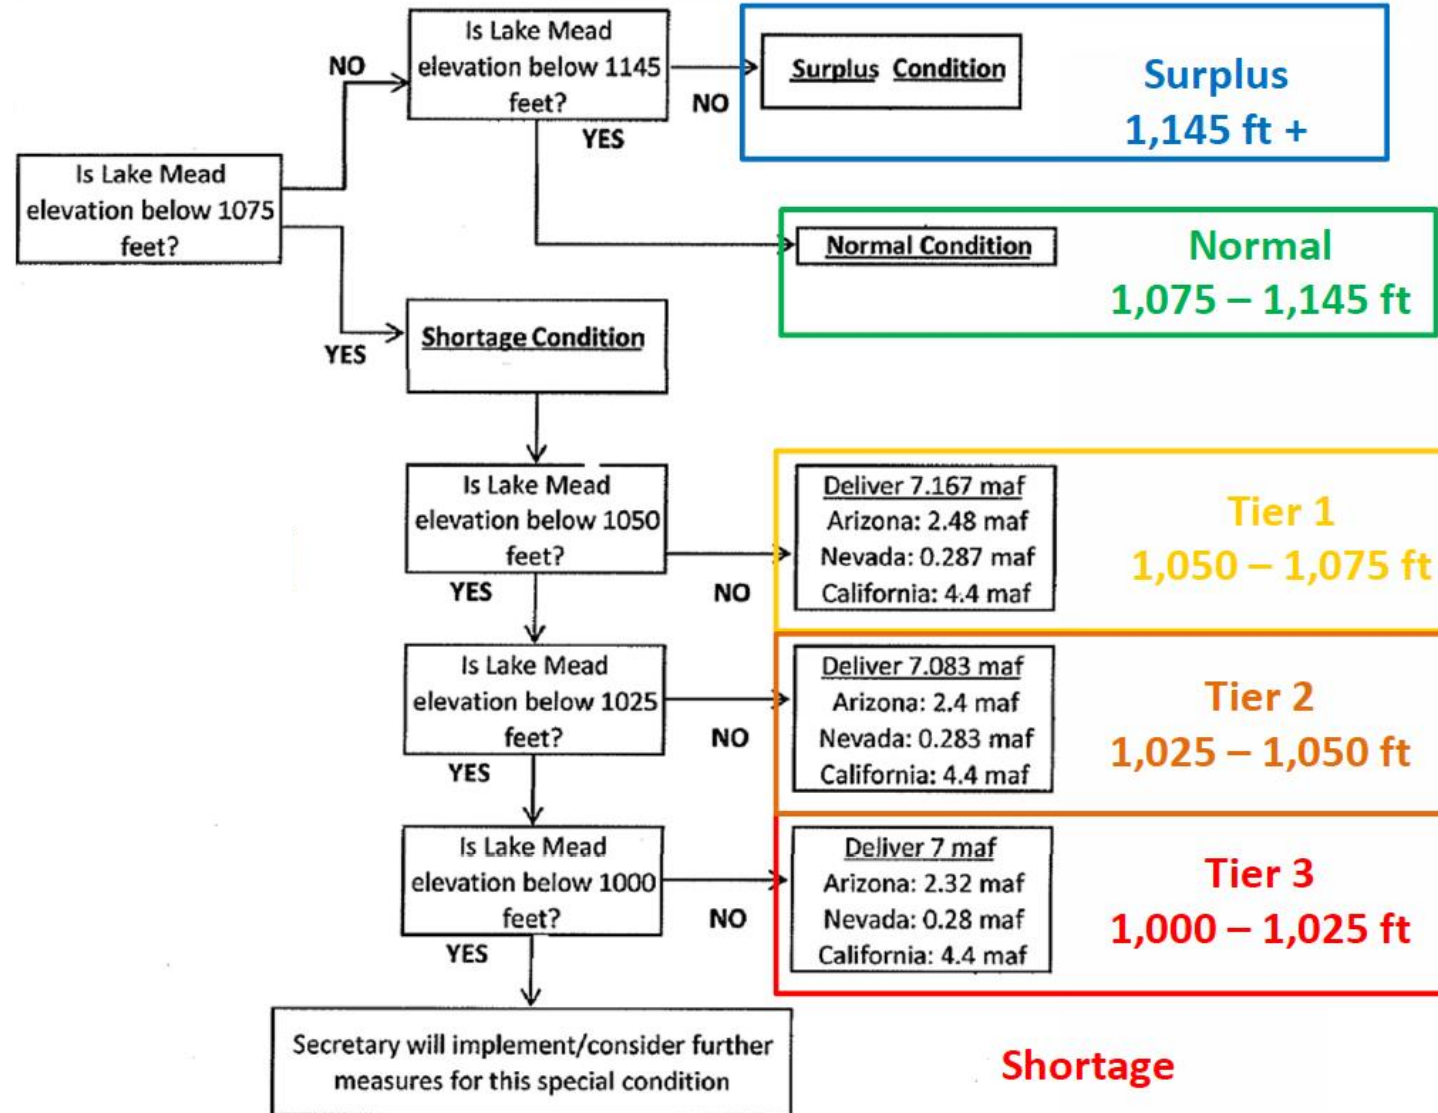 Is Lake Mead
elevation below 1075
feet?
NO
YES
Is Lake Mead
elevation below 1145
feet?
NO
YES
Surplus Condition
Surplus
1,145 ft +
Normal Condition
Normal
1,075 – 1,145 ft
Shortage Condition
Is Lake Mead
elevation below 1050
feet?
YES
NO
Deliver 7.167 maf
Arizona: 2.48 maf
Nevada: 0.287 maf
California: 4.4 maf
Tier 1
1,050 – 1,075 ft
Is Lake Mead
elevation below 1025
feet?
YES
NO
Deliver 7.083 maf
Arizona: 2.4 maf
Nevada: 0.283 maf
California: 4.4 maf
Tier 2
1,025 – 1,050 ft
Is Lake Mead
elevation below 1000
feet?
YES
NO
Deliver 7 maf
Arizona: 2.32 maf
Nevada: 0.28 maf
California: 4.4 maf
Tier 3
1,000 – 1,025 ft
Secretary will implement/consider further
measures for this special condition
Shortage